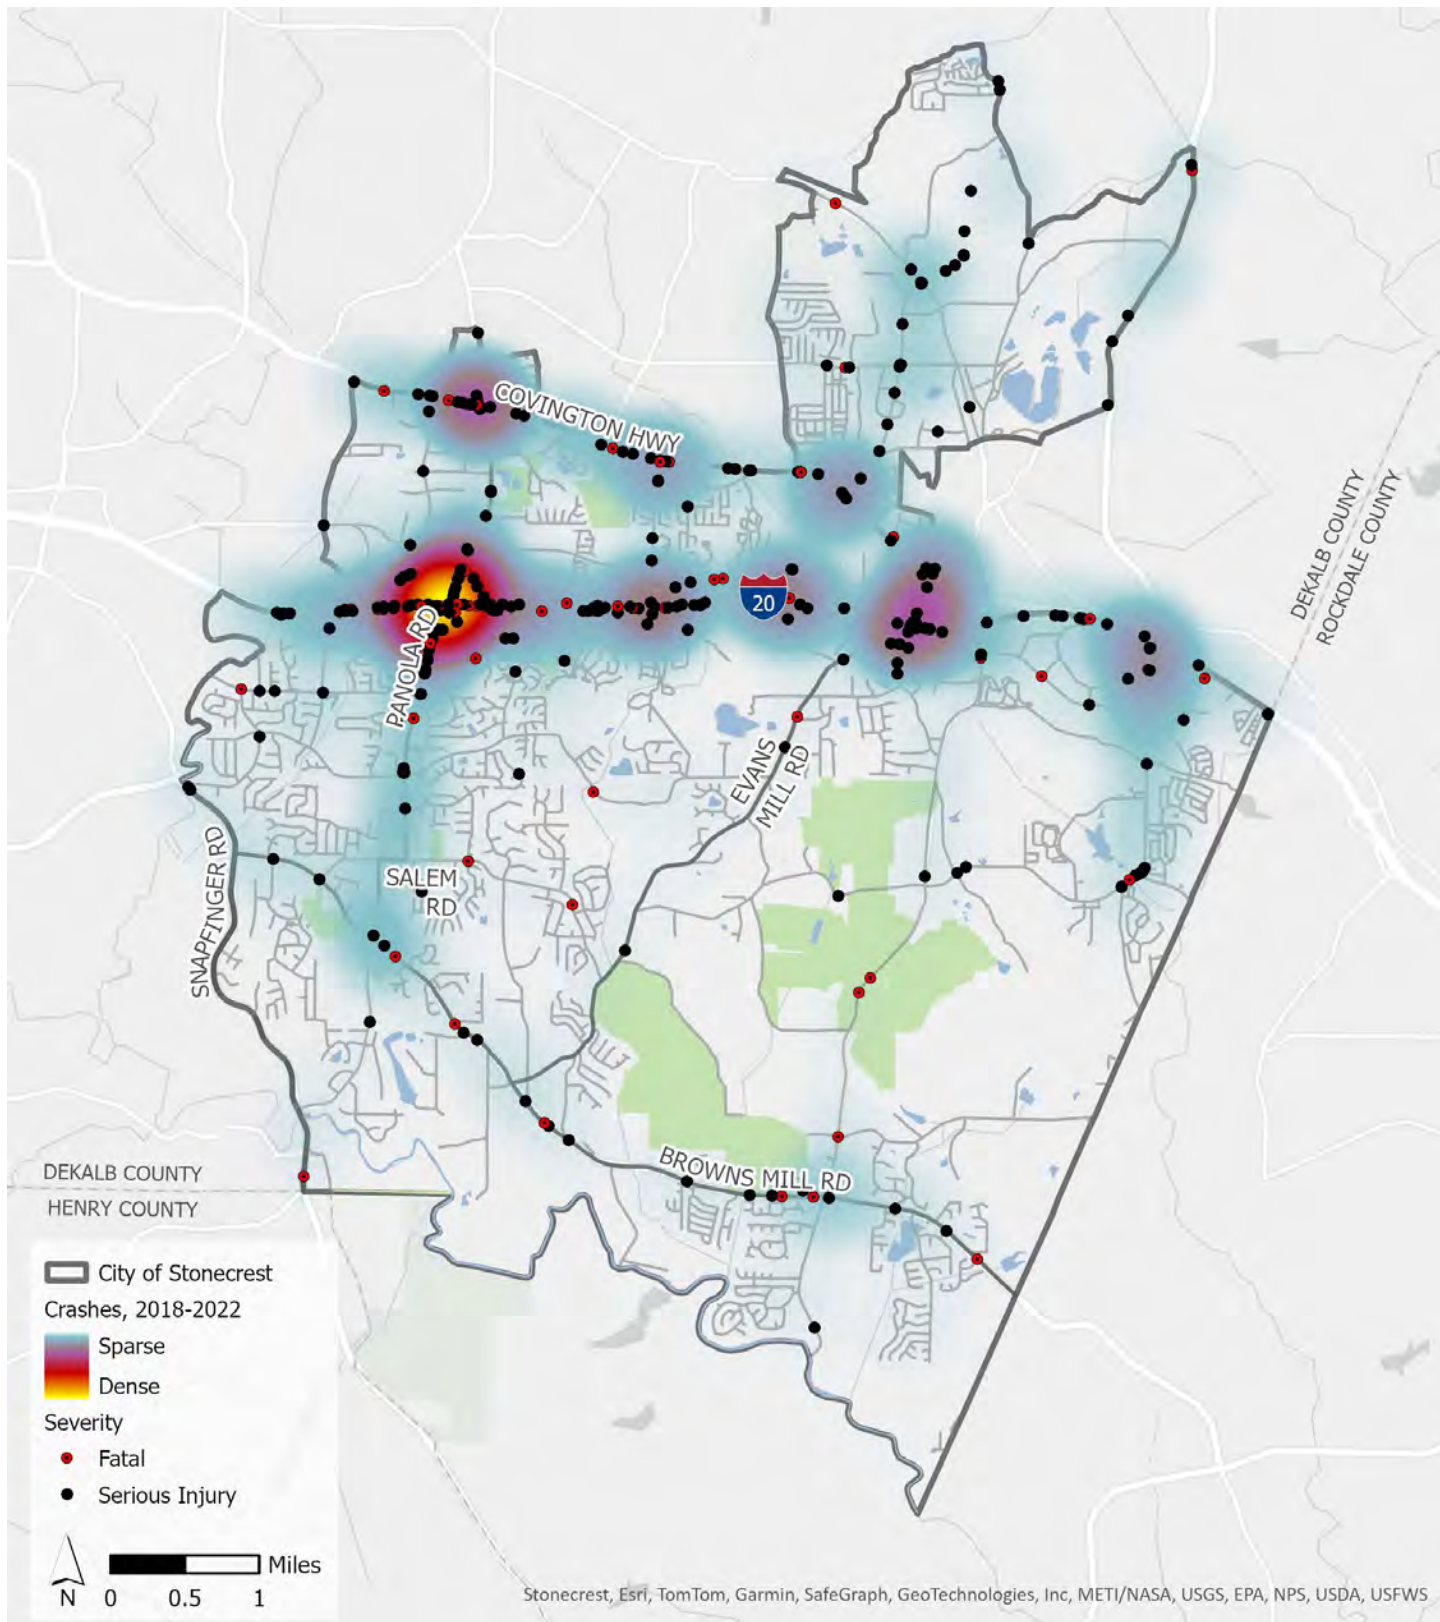 COVINGTON HWY
DEKALB COUNTY
ROCKDALE COUNTY
20
PANOLA RD
EVANS
MILL RD
SNAPFINGER RD
SALEM
RD
BROWNS MILL RD
DEKALB COUNTY
HENRY COUNTY
City of Stonecrest
Crashes, 2018-2022
Sparse
Dense
Severity
Fatal
Serious Injury
N
Miles
0 0.5 1
Stonecrest, Esri, TomTom, Garmin, SafeGraph, GeoTechnologies, Inc, METI/NASA, USGS, EPA, NPS, USDA, USFWS